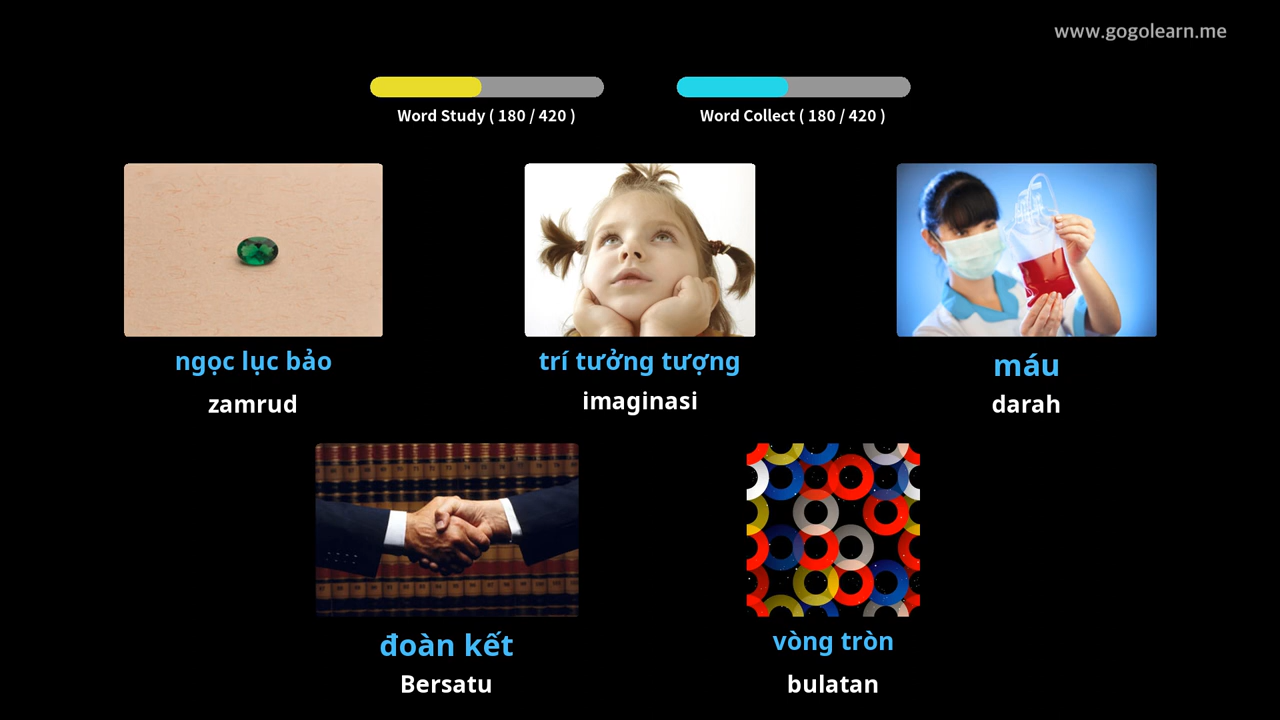 www.gogolearn.me
Word Study ( 180 / 420 )
Word Collect ( 180 / 420 )
ngọc lục bảo
zamrud
trí tưởng tượng
imaginasi
máu
darah
đoàn kết
Bersatu
vòng tròn
bulatan